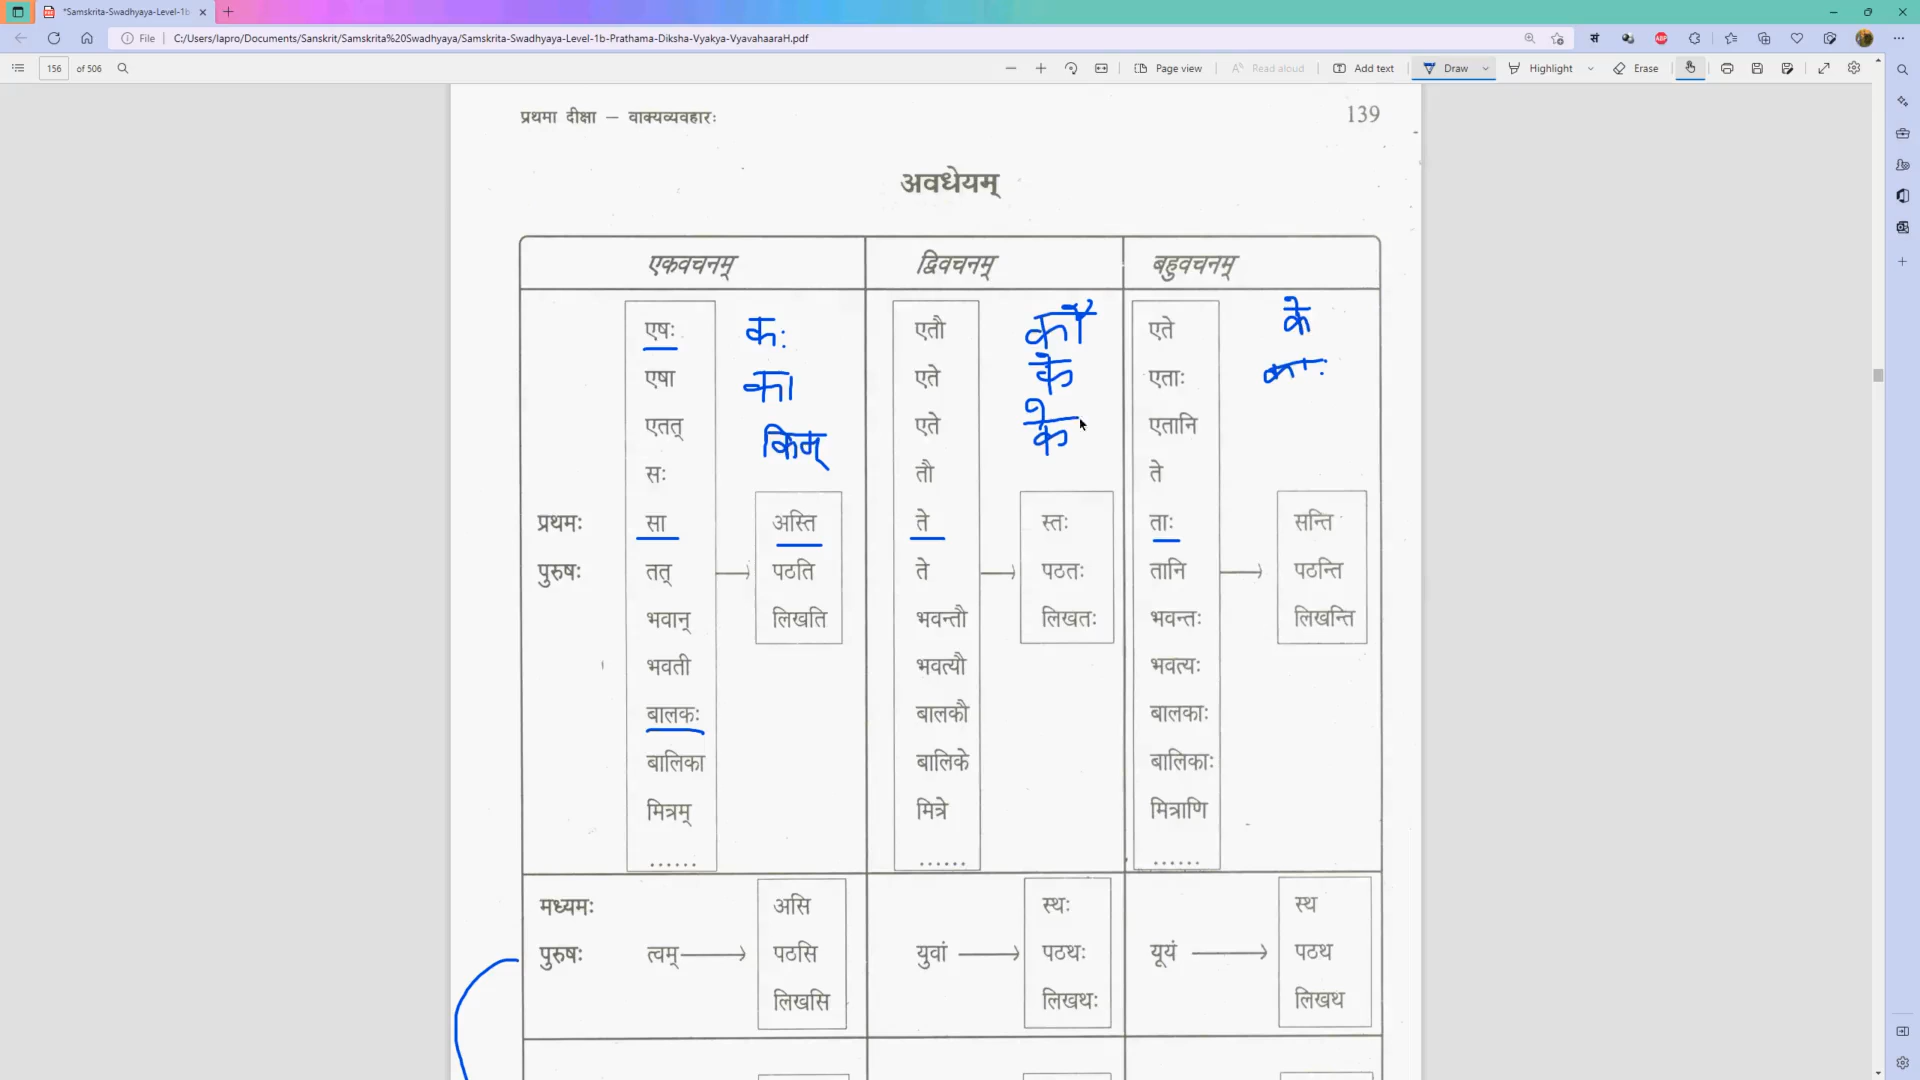 *Samskrita-Swadhyaya-Level-1b
File C:/Users/lapro/Documents/Sanskrit/Samskrita%20Swadhyaya/Samskrita-Swadhyaya-Level-1b-Prathama-Diksha-Vyakya-VyavahaaraH.pdf
156 of 506 Page view Read aloud Add text Draw Highlight Erase
प्रथमा दीक्षा – वाक्यव्यवहारः 139
अवधेयम्
एकवचनम् द्विवचनम् बहुवचनम्
एषः कः एतौ कौ एते के
एषा का एते के एताः काः
एतत् किम् एते के एतानि
सः तौ ते
प्रथमः सा अस्ति ते स्तः ताः सन्ति
पुरुषः तत् पठति ते पठतः तानि पठन्ति
भवान् लिखति भवन्तौ लिखतः भवन्तः लिखन्ति
भवती भवत्यौ भवत्यः
बालकः बालकौ बालकाः
बालिका बालिके बालिकाः
मित्रम् मित्रे मित्राणि
...... ...... ......
मध्यमः असि स्थः स्थ
पुरुषः त्वम् पठसि युवां पठथः यूयं पठथ
लिखसि लिखथः लिखथ